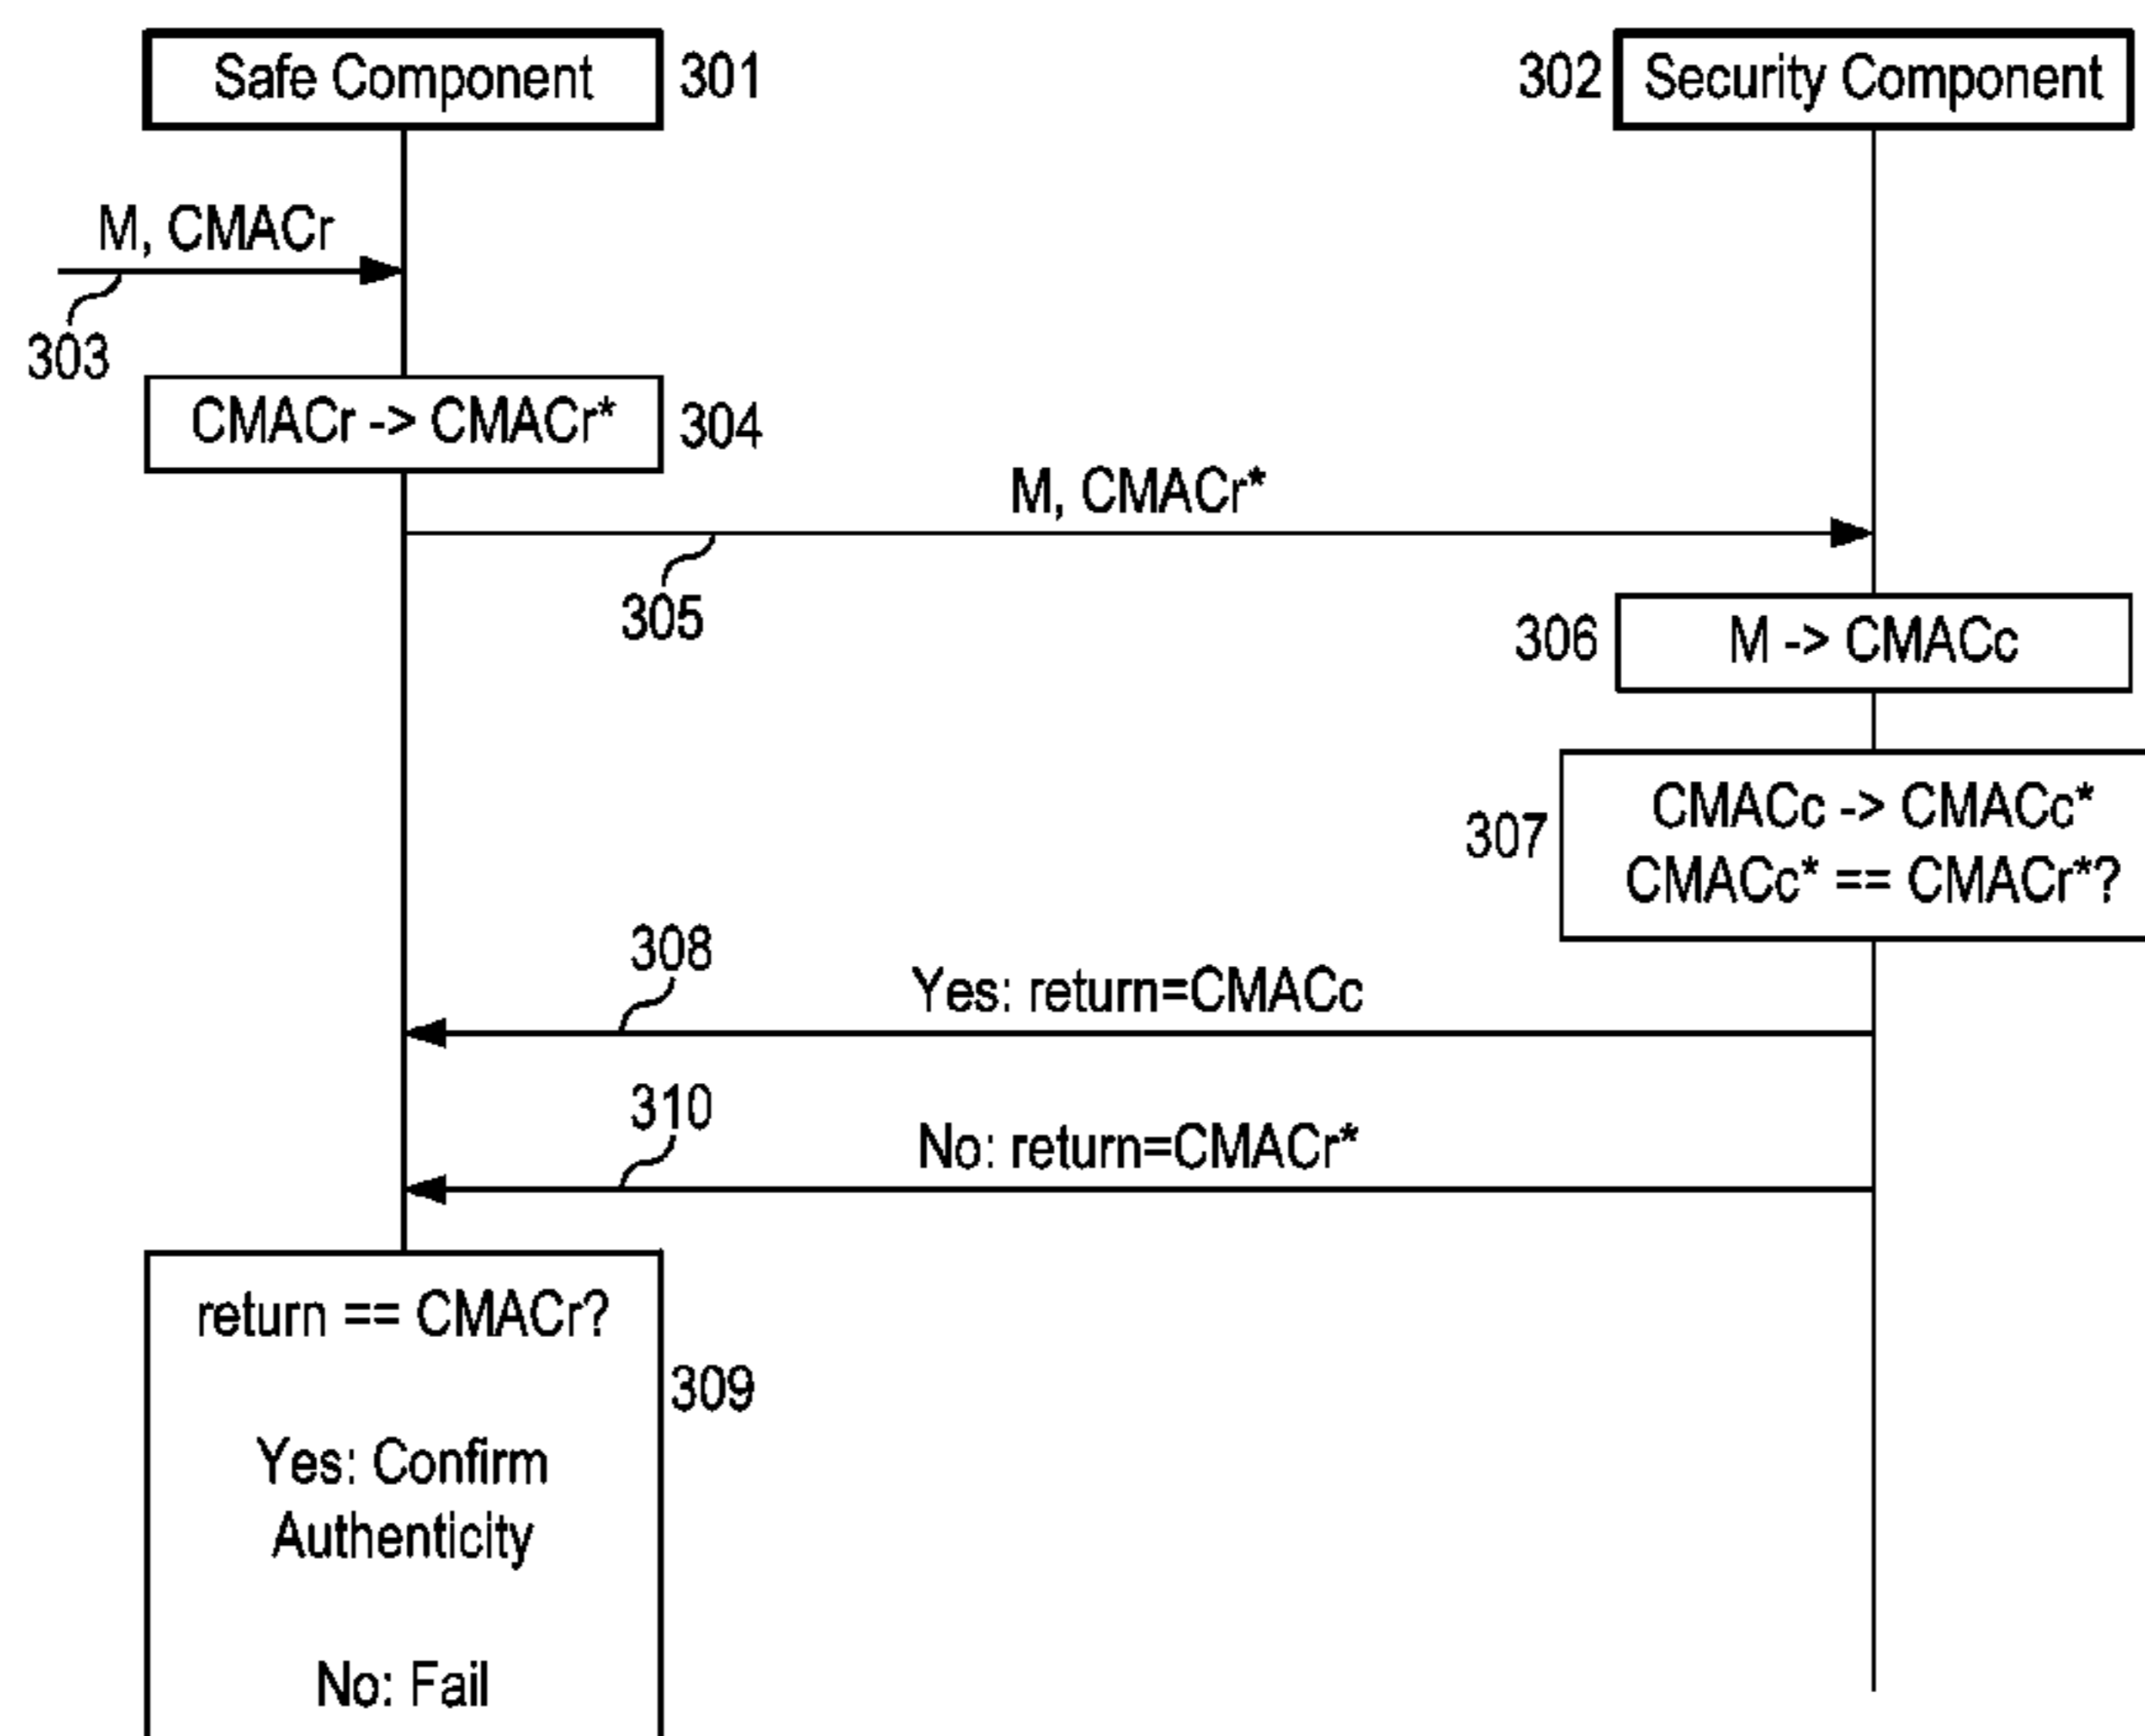 Safe Component 301
302 Security Component
M, CMACr
303
CMACr -> CMACr* 304
M, CMACr*
305
306 M -> CMACc
307 CMACc -> CMACc*
CMACc* == CMACr*?
308
Yes: return=CMACc
310
No: return=CMACr*
return == CMACr?
309
Yes: Confirm
Authenticity
No: Fail